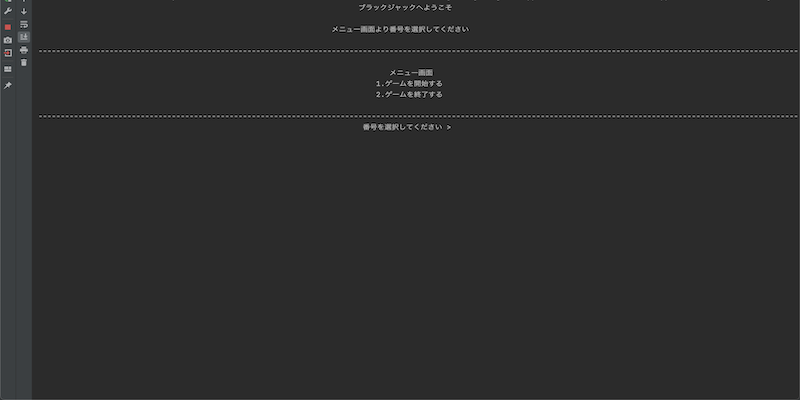 ブラックジャックへようこそ
メニュー画面より番号を選択してください
メニュー画面
1.ゲームを開始する
2.ゲームを終了する
番号を選択してください >